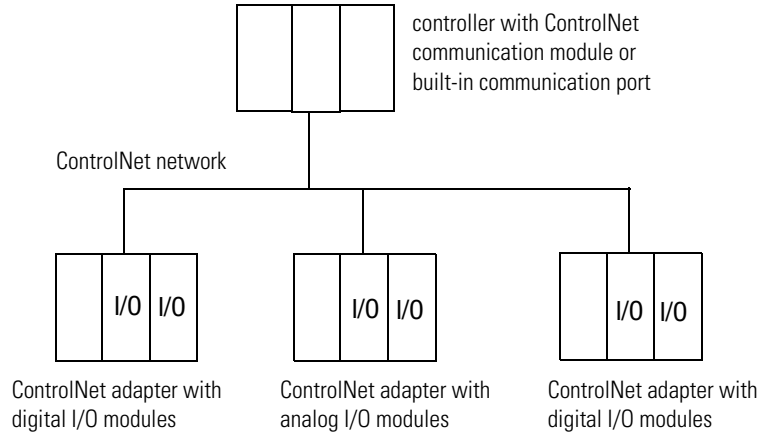 controller with ControlNet
communication module or
built-in communication port
ControlNet network
I/O I/O
I/O I/O
I/O I/O
ControlNet adapter with
digital I/O modules
ControlNet adapter with
analog I/O modules
ControlNet adapter with
digital I/O modules